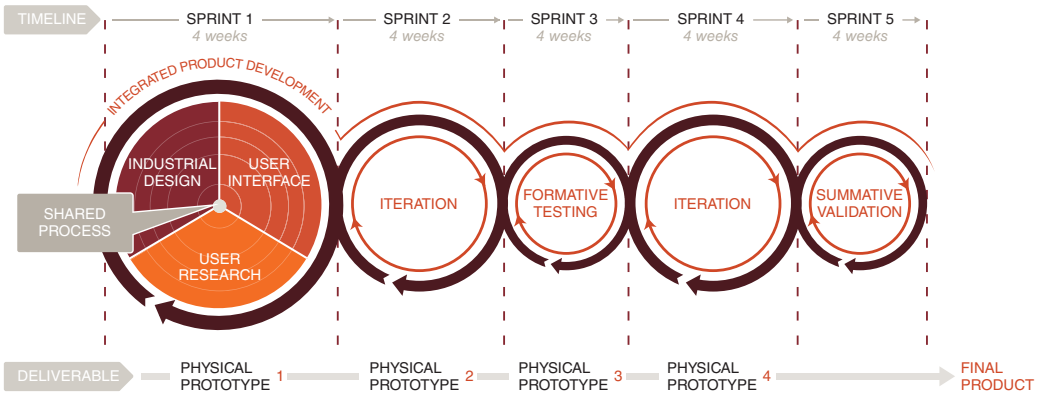 TIMELINE
SPRINT 1
4 weeks
SPRINT 2
4 weeks
SPRINT 3
4 weeks
SPRINT 4
4 weeks
SPRINT 5
4 weeks
INTEGRATED PRODUCT DEVELOPMENT
INDUSTRIAL
DESIGN
USER
INTERFACE
SHARED
PROCESS
USER
RESEARCH
ITERATION
FORMATIVE
TESTING
ITERATION
SUMMATIVE
VALIDATION
DELIVERABLE
PHYSICAL
PROTOTYPE 1
PHYSICAL
PROTOTYPE 2
PHYSICAL
PROTOTYPE 3
PHYSICAL
PROTOTYPE 4
FINAL
PRODUCT